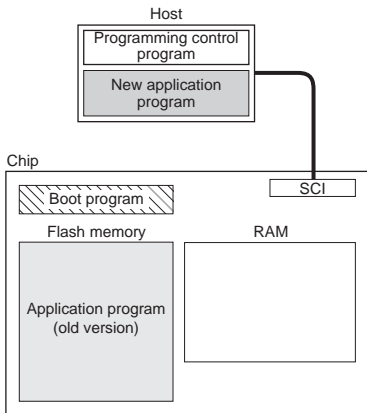 Host
Programming control
program
New application
program
Chip
SCI
Boot program
Flash memory
RAM
Application program
(old version)